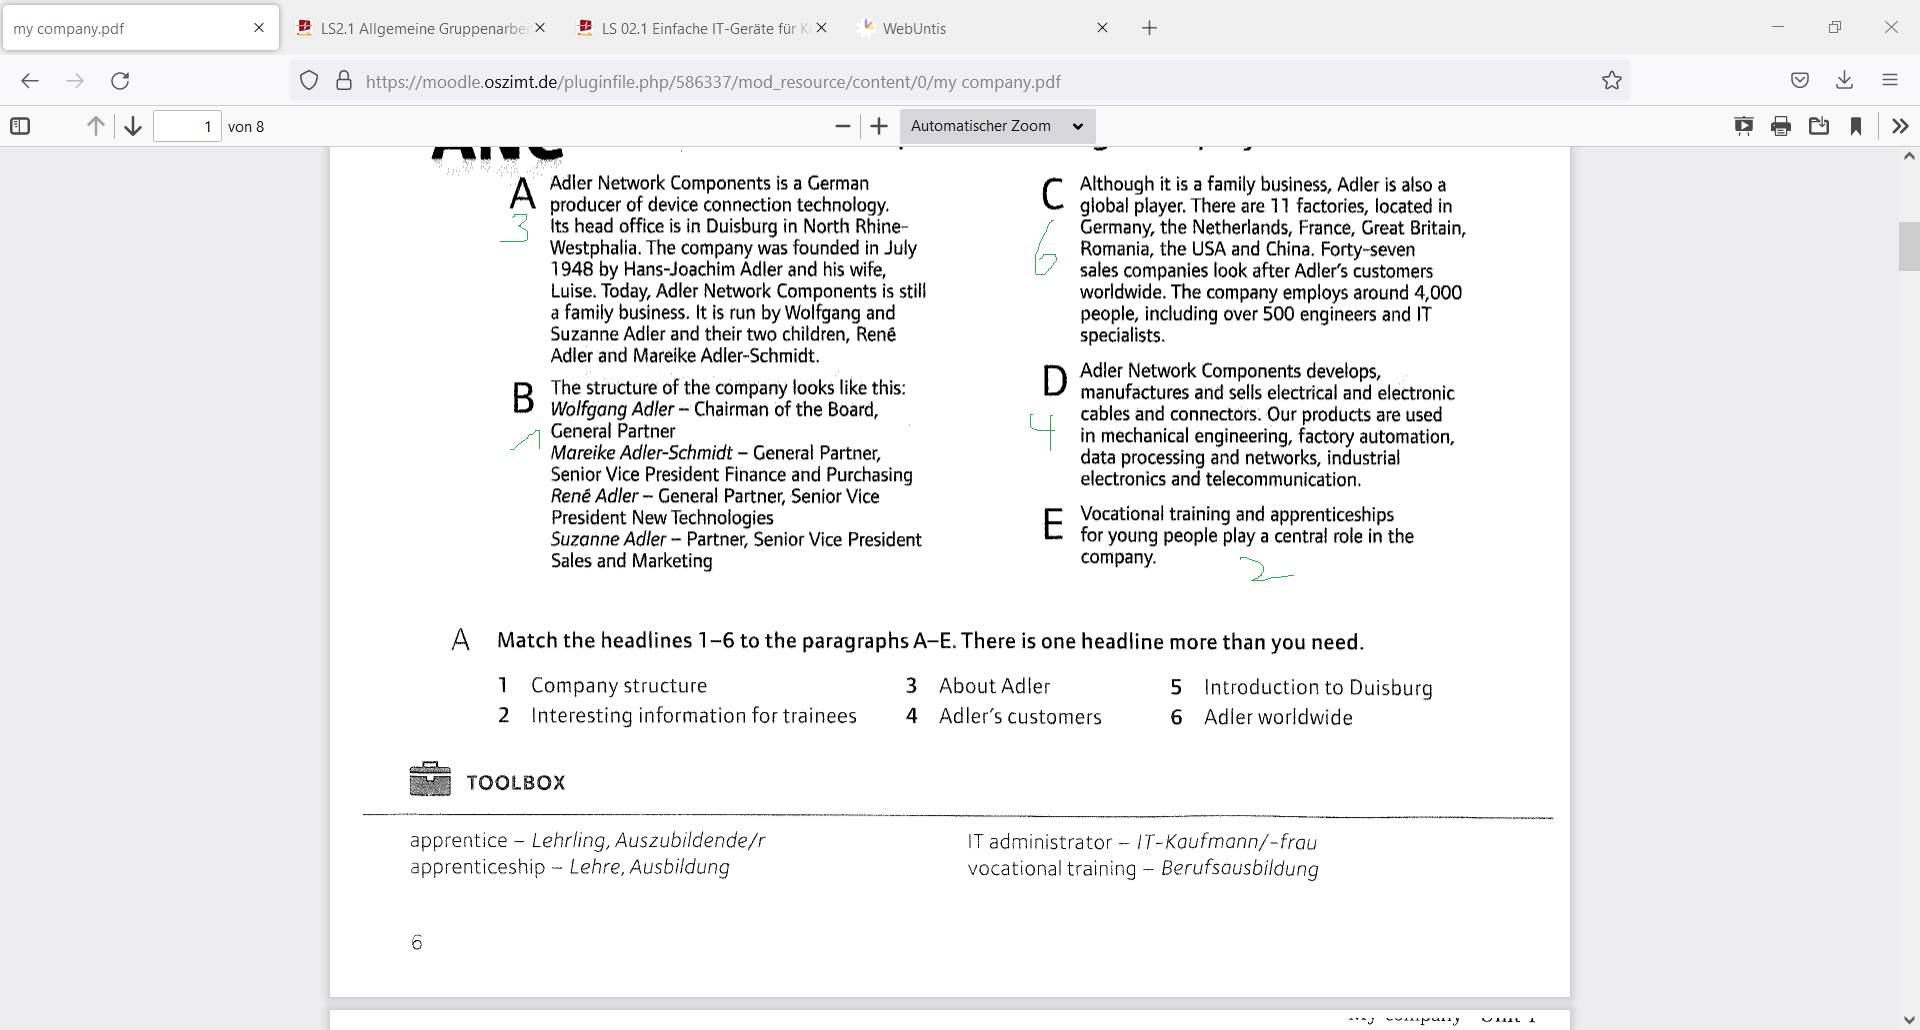 my company.pdf
LS2.1 Allgemeine Gruppenarbei
LS 02.1 Einfache IT-Geräte für K
WebUntis
https://moodle.oszimt.de/pluginfile.php/586337/mod_resource/content/0/my company.pdf
1 von 8
Automatischer Zoom
A
3
Adler Network Components is a German
producer of device connection technology.
Its head office is in Duisburg in North Rhine-
Westphalia. The company was founded in July
1948 by Hans-Joachim Adler and his wife,
Luise. Today, Adler Network Components is still
a family business. It is run by Wolfgang and
Suzanne Adler and their two children, René
Adler and Mareike Adler-Schmidt.
B
1
The structure of the company looks like this:
Wolfgang Adler – Chairman of the Board,
General Partner
Mareike Adler-Schmidt – General Partner,
Senior Vice President Finance and Purchasing
René Adler – General Partner, Senior Vice
President New Technologies
Suzanne Adler – Partner, Senior Vice President
Sales and Marketing
C
6
Although it is a family business, Adler is also a
global player. There are 11 factories, located in
Germany, the Netherlands, France, Great Britain,
Romania, the USA and China. Forty-seven
sales companies look after Adler's customers
worldwide. The company employs around 4,000
people, including over 500 engineers and IT
specialists.
D
4
Adler Network Components develops,
manufactures and sells electrical and electronic
cables and connectors. Our products are used
in mechanical engineering, factory automation,
data processing and networks, industrial
electronics and telecommunication.
E
Vocational training and apprenticeships
for young people play a central role in the
company.
2
A Match the headlines 1–6 to the paragraphs A–E. There is one headline more than you need.
1 Company structure
2 Interesting information for trainees
3 About Adler
4 Adler's customers
5 Introduction to Duisburg
6 Adler worldwide
TOOLBOX
apprentice – Lehrling, Auszubildende/r
apprenticeship – Lehre, Ausbildung
IT administrator – IT-Kaufmann/-frau
vocational training – Berufsausbildung
6